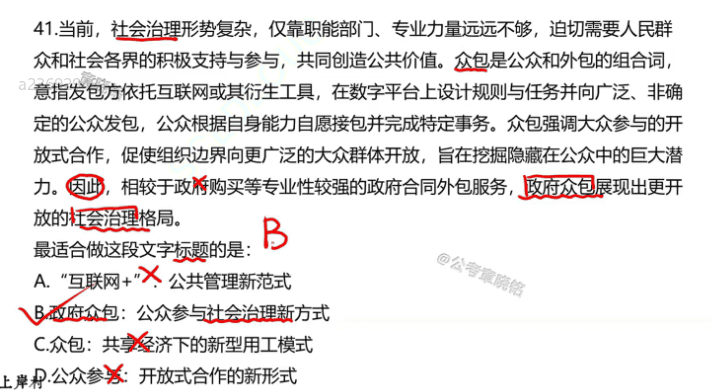 41.当前，社会治理形势复杂，仅靠职能部门、专业力量远远不够，迫切需要人民群
众和社会各界的积极支持与参与，共同创造公共价值。众包是公众和外包的组合词，
意指发包方依托互联网或其衍生工具，在数字平台上设计规则与任务并向广泛、非确
定的公众发包，公众根据自身能力自愿接包并完成特定事务。众包强调大众参与的开
放式合作，促使组织边界向更广泛的大众群体开放，旨在挖掘隐藏在公众中的巨大潜
力。因此，相较于政府购买等专业性较强的政府合同外包服务，政府众包展现出更开
放的社会治理格局。
最适合做这段文字标题的是：
B
A.“互联网+”：公共管理新范式
B.政府众包：公众参与社会治理新方式
C.众包：共享经济下的新型用工模式
D.公众参与：开放式合作的新形式
@公考章晓铭
上岸村